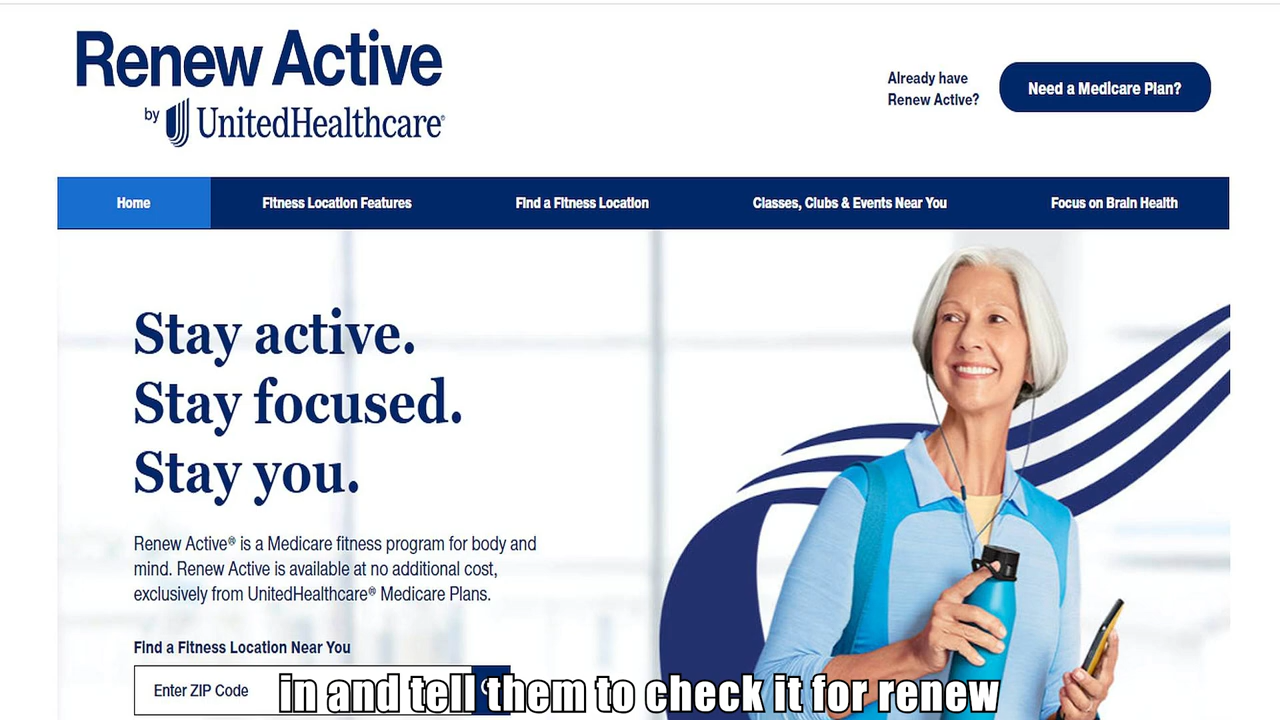 Renew Active
by UnitedHealthcare®
Already have
Renew Active?
Need a Medicare Plan?
Home
Fitness Location Features
Find a Fitness Location
Classes, Clubs & Events Near You
Focus on Brain Health
Stay active.
Stay focused.
Stay you.
Renew Active® is a Medicare fitness program for body and
mind. Renew Active is available at no additional cost,
exclusively from UnitedHealthcare® Medicare Plans.
Find a Fitness Location Near You
Enter ZIP Code
in and tell them to check it for renew